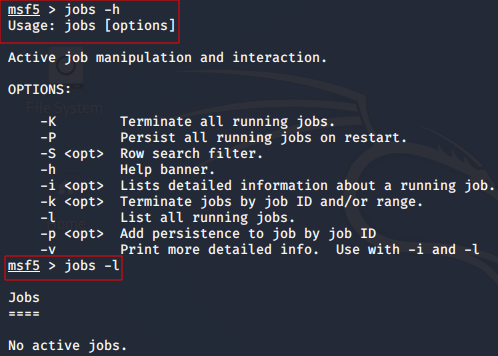 msf5 > jobs -h
Usage: jobs [options]
Active job manipulation and interaction.
OPTIONS:
-K Terminate all running jobs.
-P Persist all running jobs on restart.
-S <opt> Row search filter.
-h Help banner.
-i <opt> Lists detailed information about a running job.
-k <opt> Terminate jobs by job ID and/or range.
-l List all running jobs.
-p <opt> Add persistence to job by job ID
-v Print more detailed info. Use with -i and -l
msf5 > jobs -l
Jobs
====
No active jobs.
File System